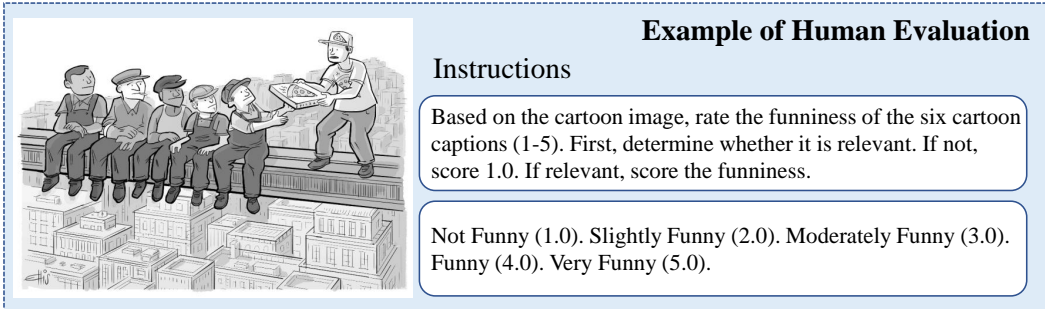 Example of Human Evaluation
Instructions
Based on the cartoon image, rate the funniness of the six cartoon
captions (1-5). First, determine whether it is relevant. If not,
score 1.0. If relevant, score the funniness.
Not Funny (1.0). Slightly Funny (2.0). Moderately Funny (3.0).
Funny (4.0). Very Funny (5.0).